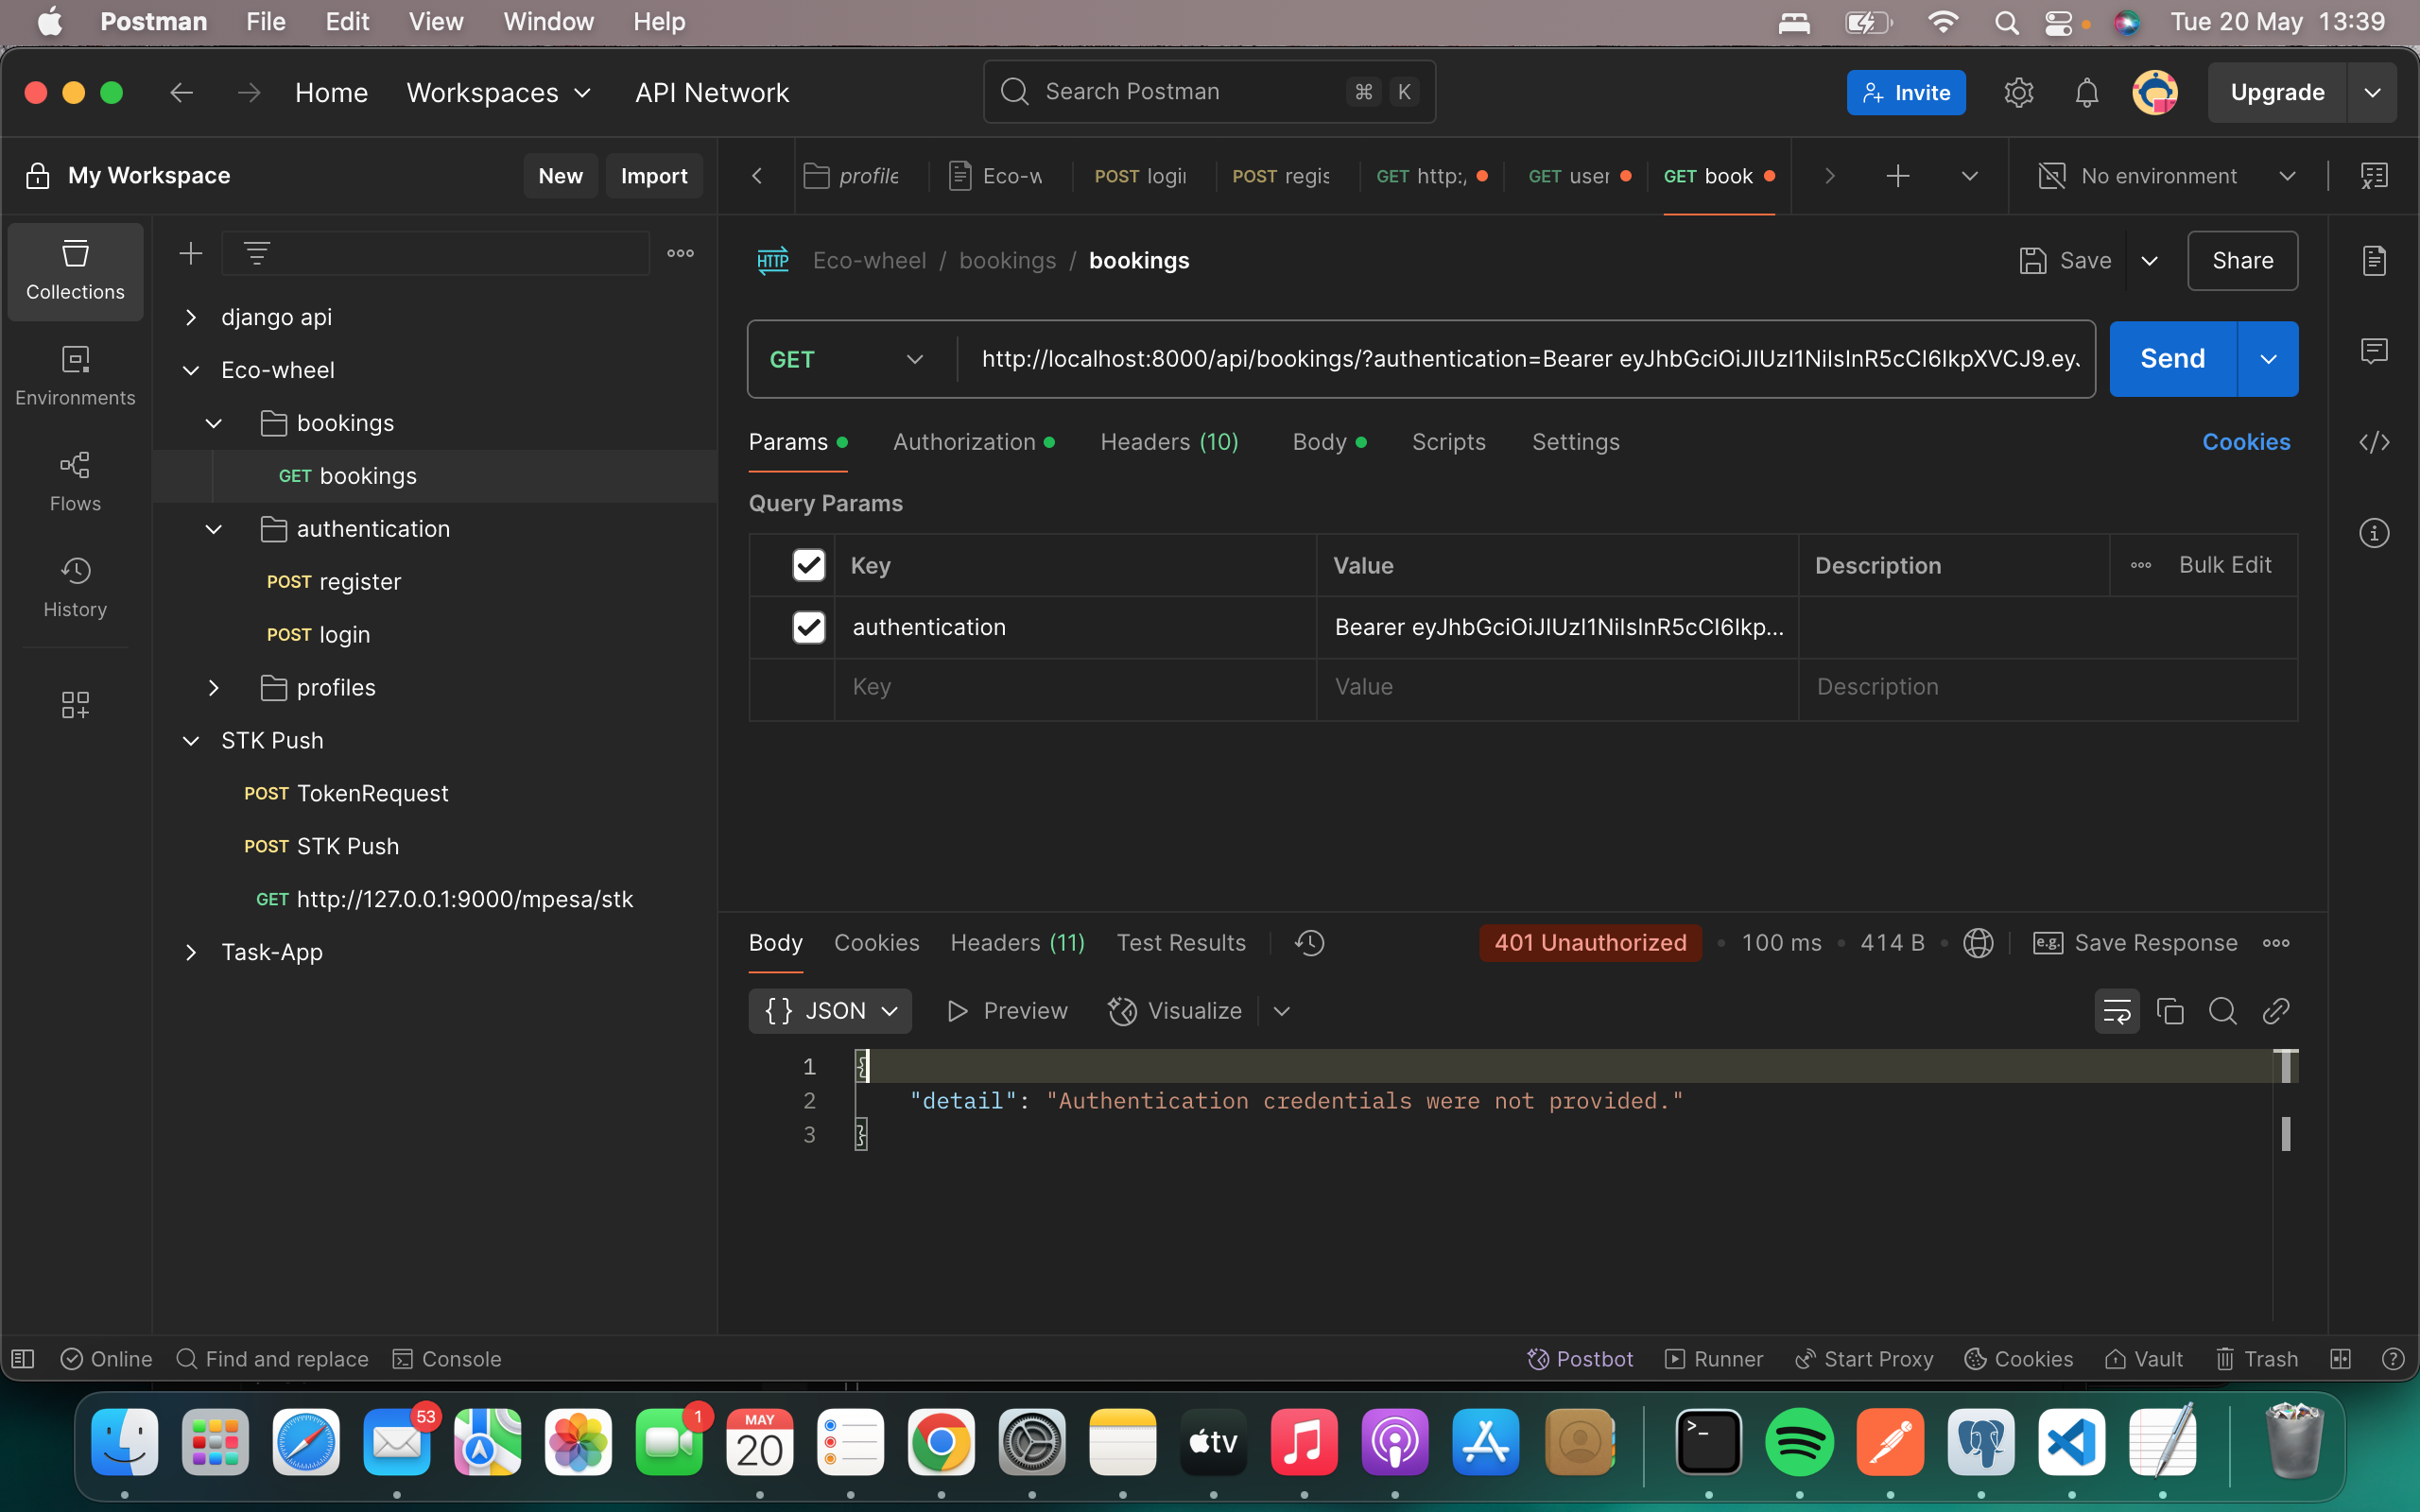 Postman File Edit View Window Help Tue 20 May 13:39
Home Workspaces API Network Search Postman ⌘ K Invite Upgrade
My Workspace New Import profile Eco-w POST logi POST regis GET http:/ GET user GET book No environment
Collections
Environments
Flows
History
django api
Eco-wheel
bookings
GET bookings
authentication
POST register
POST login
profiles
STK Push
POST TokenRequest
POST STK Push
GET http://127.0.0.1:9000/mpesa/stk
Task-App
HTTP Eco-wheel / bookings / bookings Save Share
GET http://localhost:8000/api/bookings/?authentication=Bearer eyJhbGciOiJIUzI1NiIsInR5cCI6IkpXVCJ9.ey. Send
Params Authorization Headers (10) Body Scripts Settings Cookies
Query Params
Key Value Description Bulk Edit
authentication Bearer eyJhbGciOiJIUzI1NiIsInR5cCI6Ikp...
Key Value Description
Body Cookies Headers (11) Test Results 401 Unauthorized 100 ms 414 B e.g. Save Response
{} JSON Preview Visualize
1 {
2 "detail": "Authentication credentials were not provided."
3 }
Online Find and replace Console Postbot Runner Start Proxy Cookies Vault Trash
53 1 MAY 20 tv